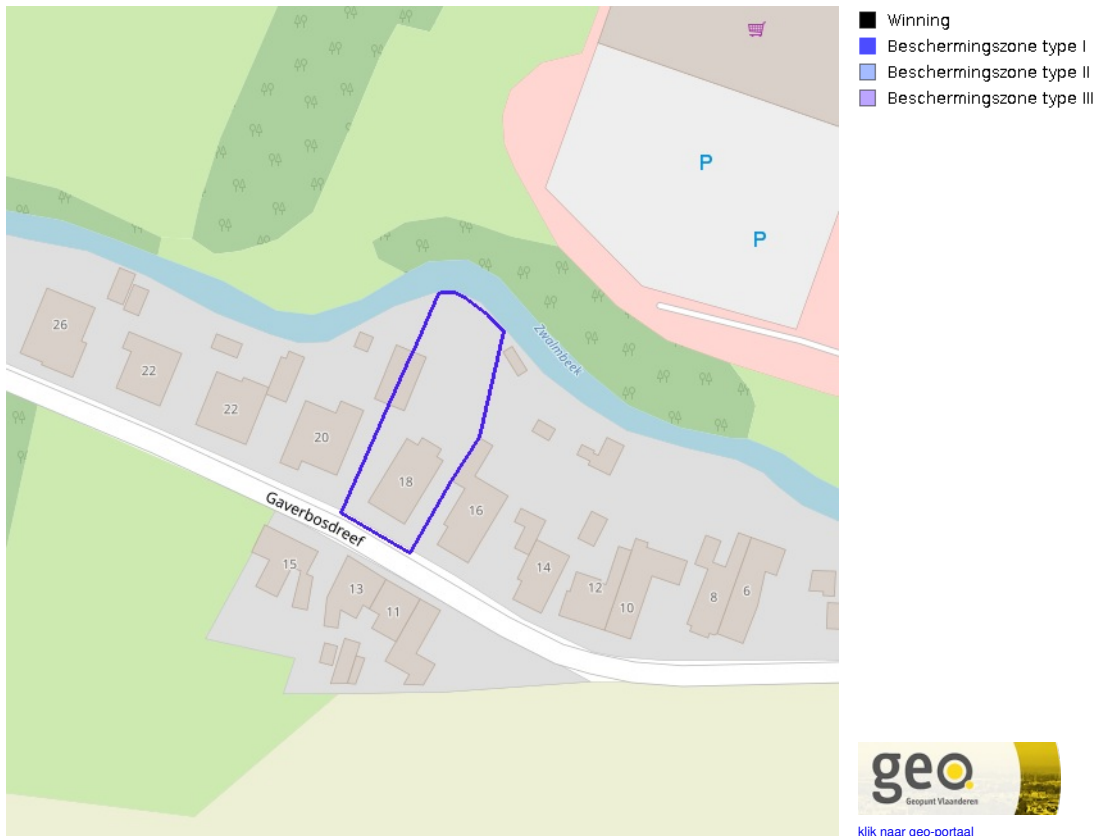 Winning
Beschermingszone type I
Beschermingszone type II
Beschermingszone type III
P
P
Zwalmbeek
26
22
22
20
18
16
Gaverbosdreef
15
14
13
12
11
10
8
6
geo.
Geopunt Vlaanderen
klik naar geo-portaal